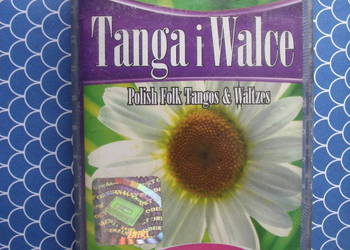 Tanga i Walce
Polish Folk Tangos & Waltzes